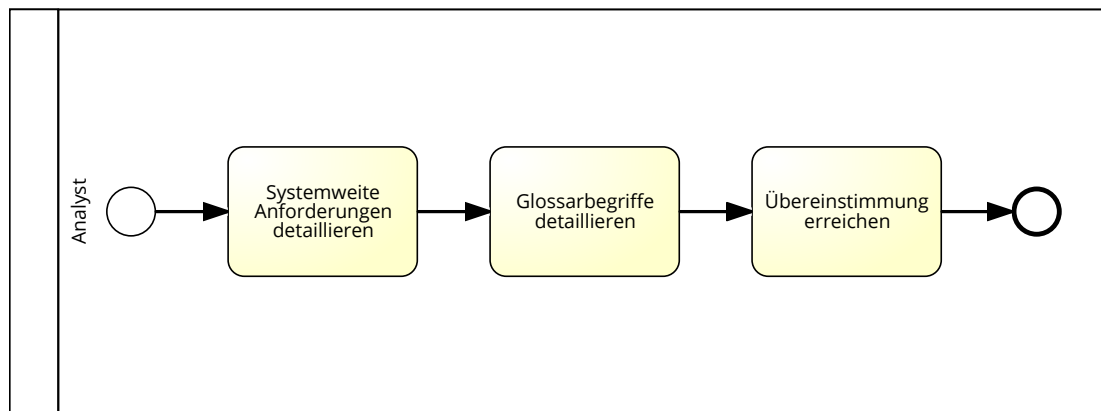 Analyst
Systemweite
Anforderungen
detaillieren
Glossarbegriffe
detaillieren
Übereinstimmung
erreichen